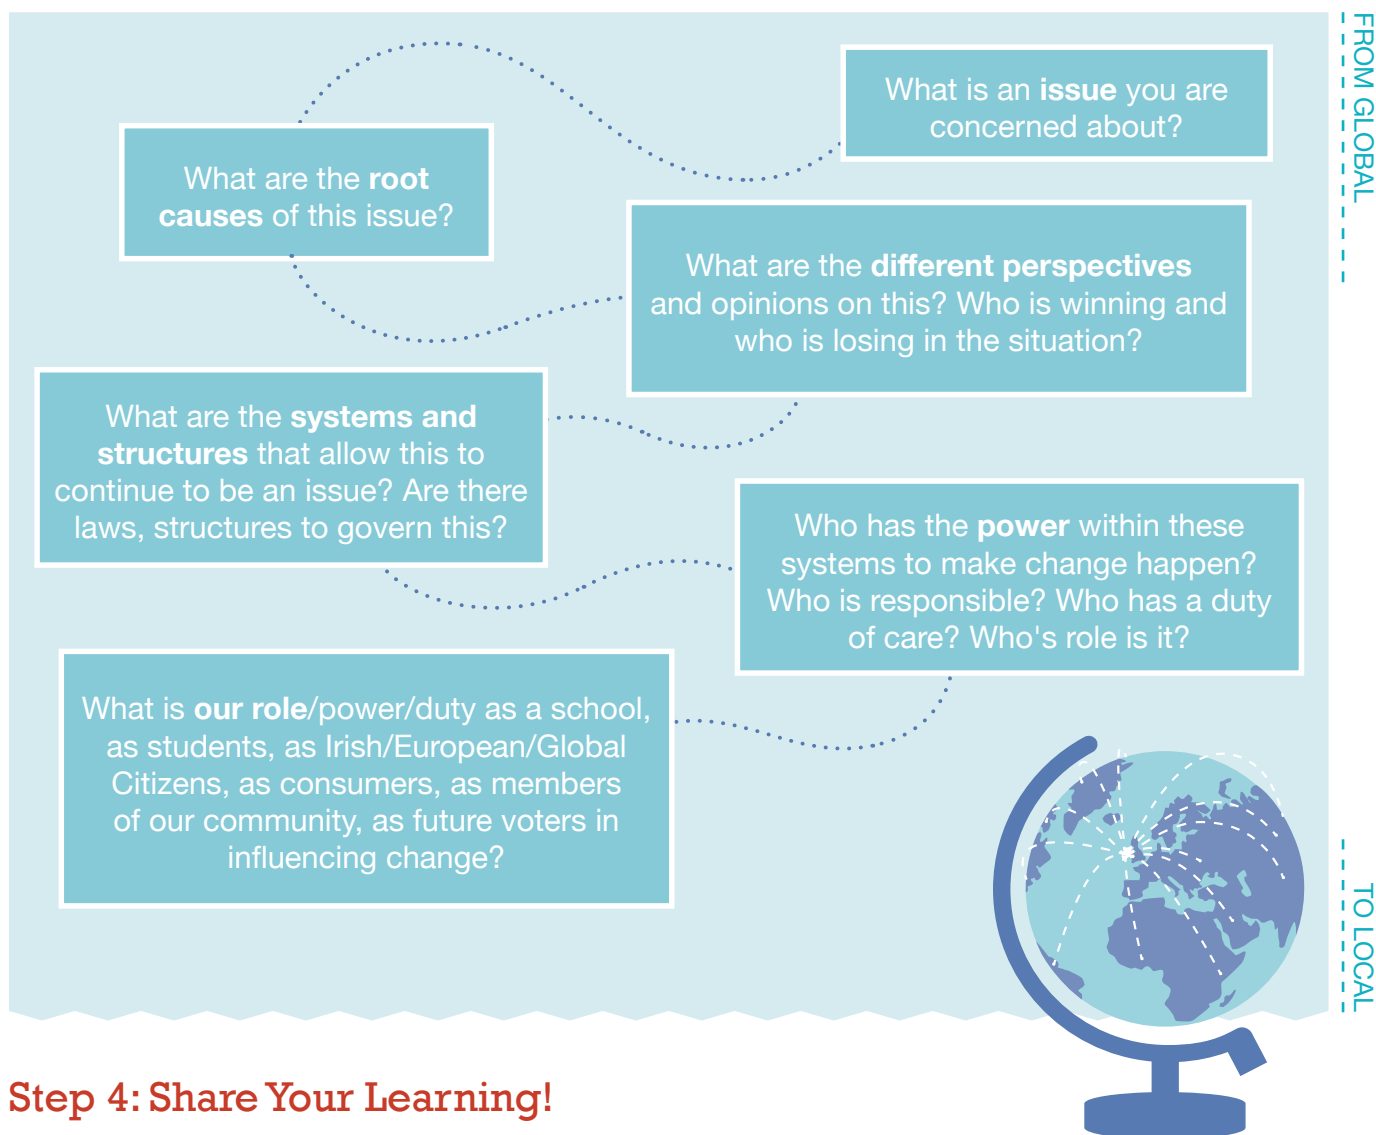 FROM GLOBAL
What is an issue you are
concerned about?
What are the root
causes of this issue?
What are the different perspectives
and opinions on this? Who is winning and
who is losing in the situation?
What are the systems and
structures that allow this to
continue to be an issue? Are there
laws, structures to govern this?
Who has the power within these
systems to make change happen?
Who is responsible? Who has a duty
of care? Who's role is it?
What is our role/power/duty as a school,
as students, as Irish/European/Global
Citizens, as consumers, as members
of our community, as future voters in
influencing change?
TO LOCAL
Step 4: Share Your Learning!